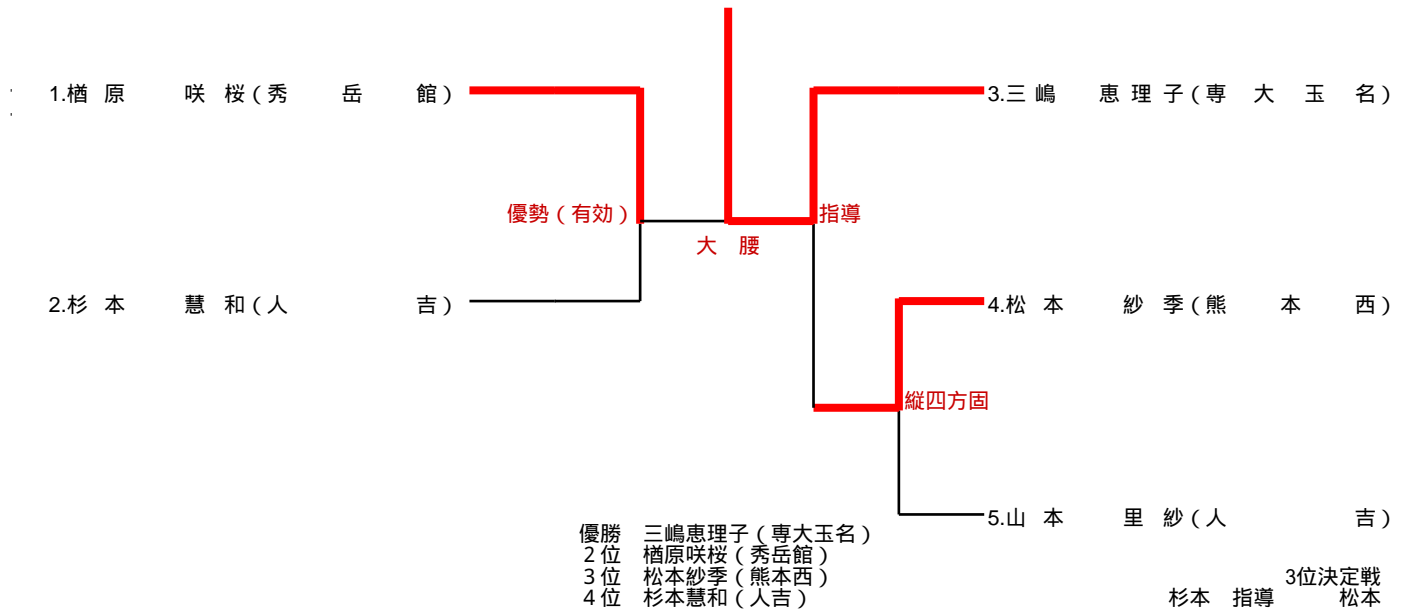 1.楢原 咲桜(秀岳館)
3.三嶋 恵理子(専大玉名)
優勢(有効)
指導
大腰
2.杉本 慧和(人吉)
4.松本 紗季(熊本西)
縦四方固
5.山本 里紗(人吉)
優勝 三嶋恵理子(専大玉名)
2位 楢原咲桜(秀岳館)
3位 松本紗季(熊本西)
4位 杉本慧和(人吉)
3位決定戦
杉本 指導 松本